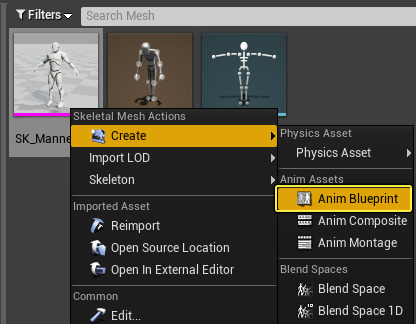 Filters
Search Mesh
SK_Manne
Skeletal Mesh Actions
Create
Import LOD
Skeleton
Imported Asset
Reimport
Open Source Location
Open In External Editor
Common
Edit...
Physics Asset
Physics Asset
Anim Assets
Anim Blueprint
Anim Composite
Anim Montage
Blend Spaces
Blend Space
1D
Blend Space 1D